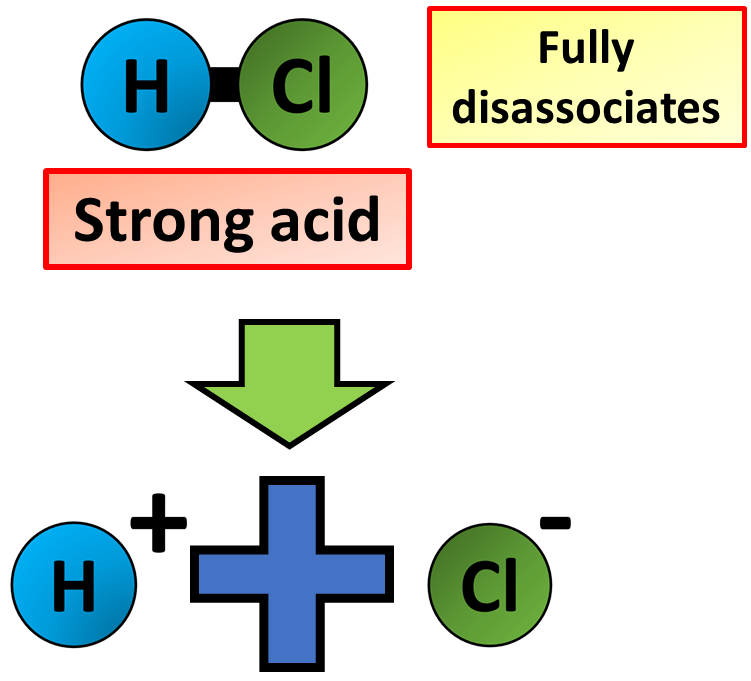 H Cl
Fully
disassociates
Strong acid
H + Cl -